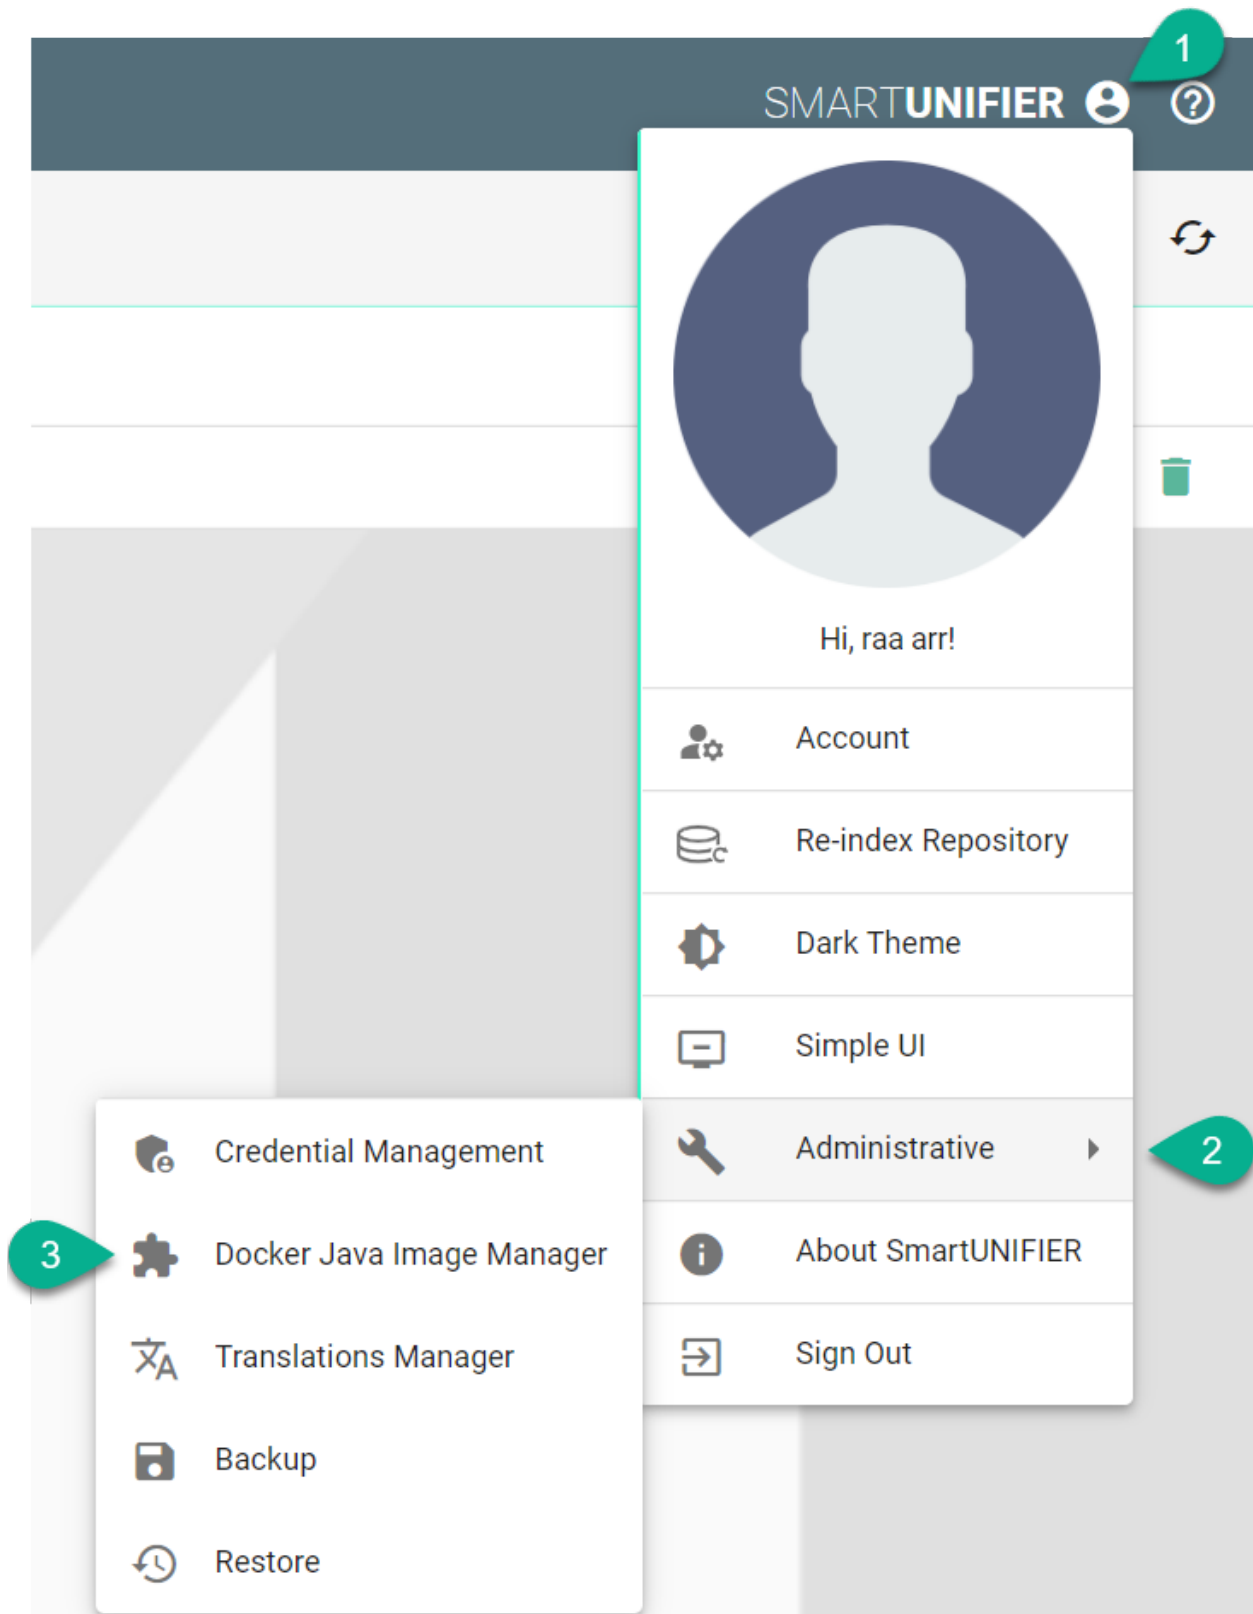 1
SMARTUNIFIER
Hi, raa arr!
Account
Re-index Repository
Dark Theme
Simple UI
Administrative
2
About SmartUNIFIER
Sign Out
Credential Management
3
Docker Java Image Manager
Translations Manager
Backup
Restore